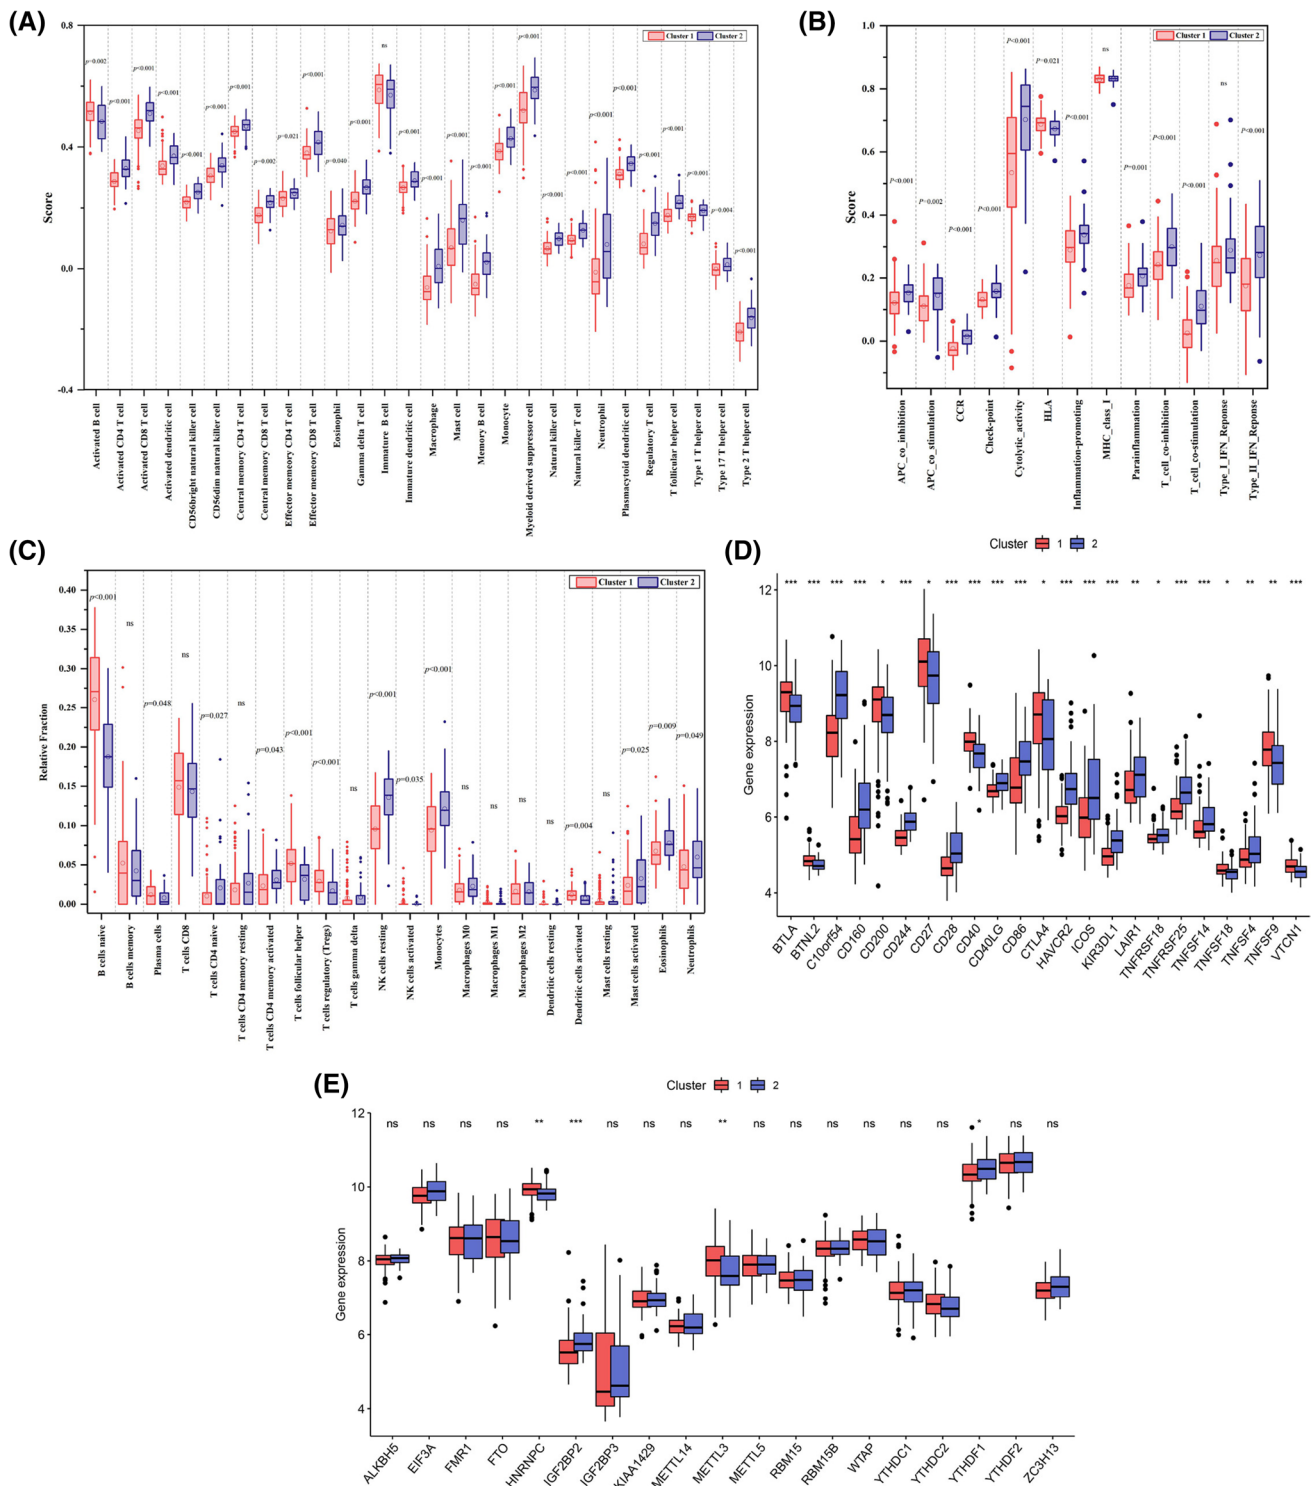 (A)
0.8
0.4
0.0
-0.4
Score
Cluster 1 Cluster 2
p=0.002
p<0.001
p<0.001
p<0.001
p<0.001
p<0.001
p<0.001
p=0.002
p=0.021
p<0.001
p=0.040
p<0.001
ns
p<0.001
p<0.001
p<0.001
p<0.001
p<0.001
p<0.001
p<0.001
p<0.001
p<0.001
p<0.001
p<0.001
p<0.001
p<0.001
p=0.004
p<0.001
Activated B cell
Activated CD4 T cell
Activated CD8 T cell
Activated dendritic cell
CD56bright natural killer cell
CD56dim natural killer cell
Central memory CD4 T cell
Central memory CD8 T cell
Effector memeory CD4 T cell
Effector memeory CD8 T cell
Eosinophil
Gamma delta T cell
Immature B cell
Immature dendritic cell
Macrophage
Mast cell
Memory B cell
Monocyte
Myeloid derived suppressor cell
Natural killer cell
Natural killer T cell
Neutrophil
Plasmacytoid dendritic cell
Regulatory T cell
T follicular helper cell
Type 1 T helper cell
Type 17 T helper cell
Type 2 T helper cell
(B)
1.0
0.8
0.6
0.4
0.2
0.0
Score
Cluster 1 Cluster 2
P<0.001
P=0.002
P<0.001
P<0.001
P<0.001
P=0.021
P<0.001
ns
P<0.001
P<0.001
P<0.001
ns
P<0.001
APC_co_inhibition
APC_co_stimulation
CCR
Check-point
Cytolytic_activity
HLA
Inflammation-promoting
MHC_class_I
Parainflammation
T_cell_co-inhibition
T_cell_co-stimulation
Type_I_IFN_Reponse
Type_II_IFN_Reponse
(C)
0.40
0.35
0.30
0.25
0.20
0.15
0.10
0.05
0.00
Relative Fraction
Cluster 1 Cluster 2
p<0.001
ns
p=0.048
ns
p=0.027
ns
p=0.043
p<0.001
p<0.001
ns
p<0.001
p=0.035
p<0.001
ns
ns
ns
ns
p=0.004
ns
p=0.025
p=0.009
p=0.049
B cells naive
B cells memory
Plasma cells
T cells CD8
T cells CD4 naive
T cells CD4 memory resting
T cells CD4 memory activated
T cells follicular helper
T cells regulatory (Tregs)
T cells gamma delta
NK cells resting
NK cells activated
Monocytes
Macrophages M0
Macrophages M1
Macrophages M2
Dendritic cells resting
Dendritic cells activated
Mast cells resting
Mast cells activated
Eosinophils
Neutrophils
(D)
Cluster 1 2
12
10
8
6
4
Gene expression
*** *** *** *** * *** * *** *** *** *** * *** *** *** ** * *** *** * ** ** ***
BTLA
BTNL2
C10orf54
CD160
CD200
CD244
CD27
CD28
CD40
CD40LG
CD86
CTLA4
HAVCR2
ICOS
KIR3DL1
LAIR1
TNFRSF18
TNFRSF25
TNFSF14
TNFSF18
TNFSF4
TNFSF9
VTCN1
(E)
Cluster 1 2
12
10
8
6
4
Gene expression
ns ns ns ns ** *** ns ns ns ** ns ns ns ns ns ns * ns ns
ALKBH5
EIF3A
FMR1
FTO
HNRNPC
IGF2BP2
IGF2BP3
KIAA1429
METTL14
METTL3
METTL5
RBM15
RBM15B
WTAP
YTHDC1
YTHDC2
YTHDF1
YTHDF2
ZC3H13